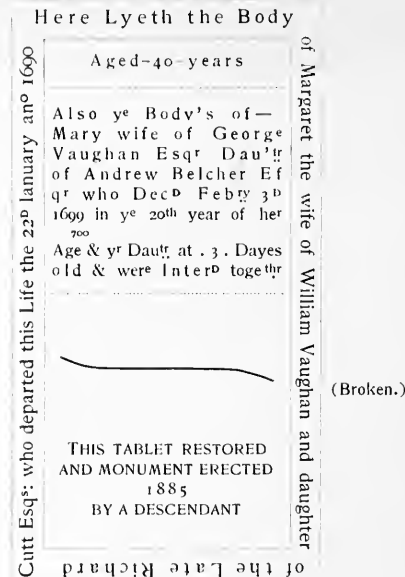 Here Lyeth the Body
of Margaret the wife of William Vaughan and daughter
of the Late Richard
Cutt Esqs: who departed this Life the 22D Ianuary ano 1690
Aged-40-years
Also ye Body's of—
Mary wife of George
Vaughan Esqr Dau'tr
of Andrew Belcher Ef
qr who DecD Febry 3D
1699 in ye 20th year of her
700
Age & yr Dautr. at . 3 . Dayes
old & were InterD togethr
(Broken.)
THIS TABLET RESTORED
AND MONUMENT ERECTED
1885
BY A DESCENDANT